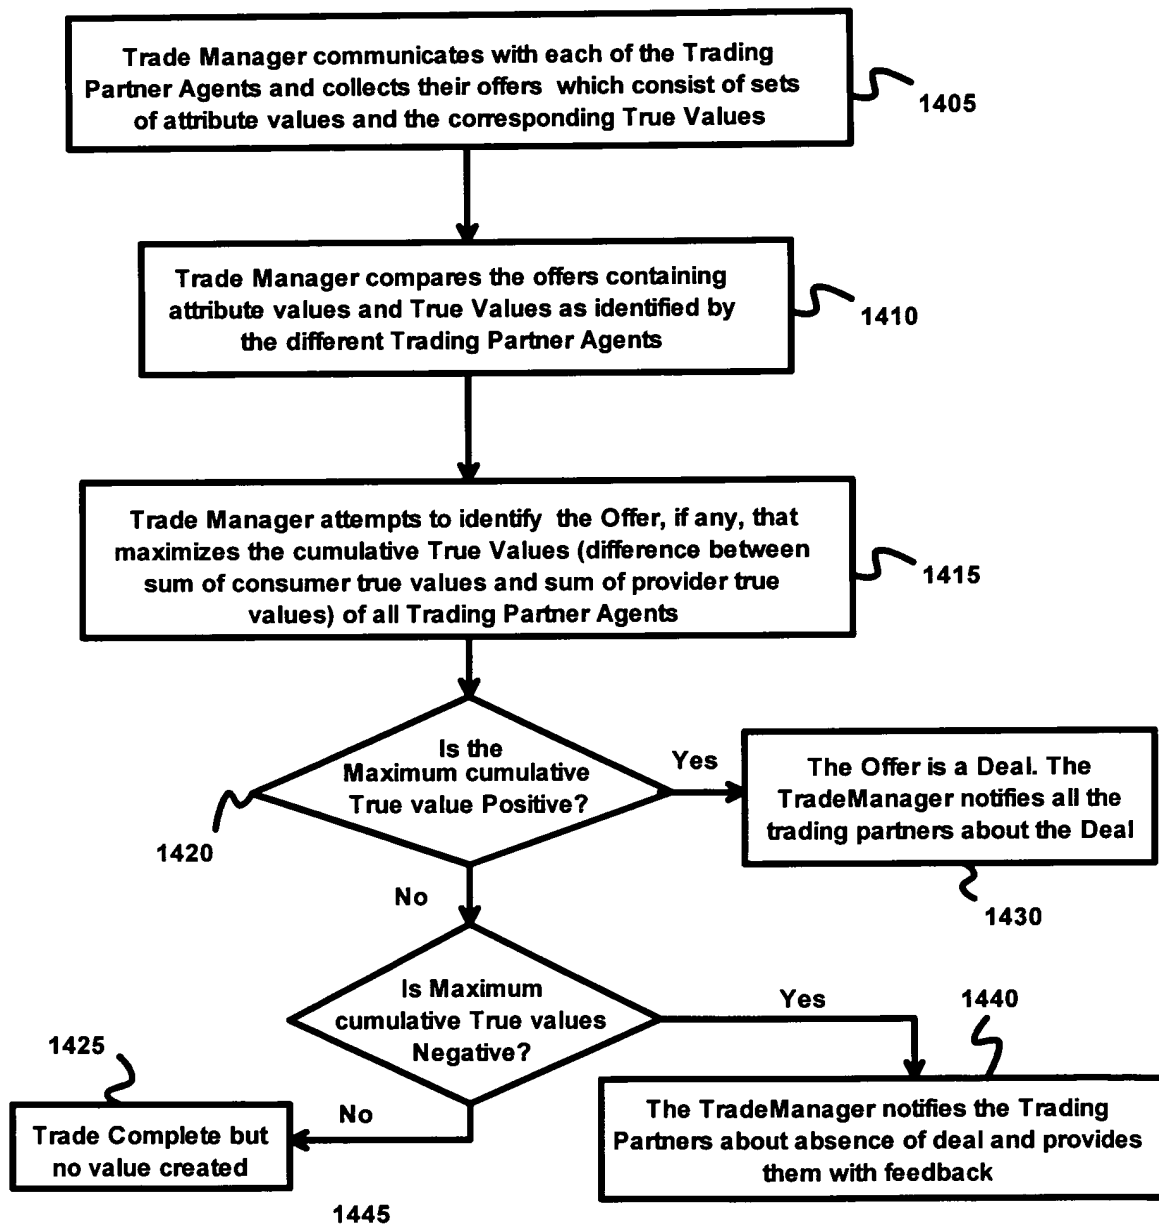 Trade Manager communicates with each of the Trading
Partner Agents and collects their offers which consist of sets
of attribute values and the corresponding True Values
1405
Trade Manager compares the offers containing
attribute values and True Values as identified by
the different Trading Partner Agents
1410
Trade Manager attempts to identify the Offer, if any, that
maximizes the cumulative True Values (difference between
sum of consumer true values and sum of provider true
values) of all Trading Partner Agents
1415
Is the
Maximum cumulative
True value Positive?
1420
Yes
The Offer is a Deal. The
TradeManager notifies all the
trading partners about the Deal
1430
No
Is Maximum
cumulative True values
Negative?
Yes
1440
The TradeManager notifies the Trading
Partners about absence of deal and provides
them with feedback
No
1425
Trade Complete but
no value created
1445